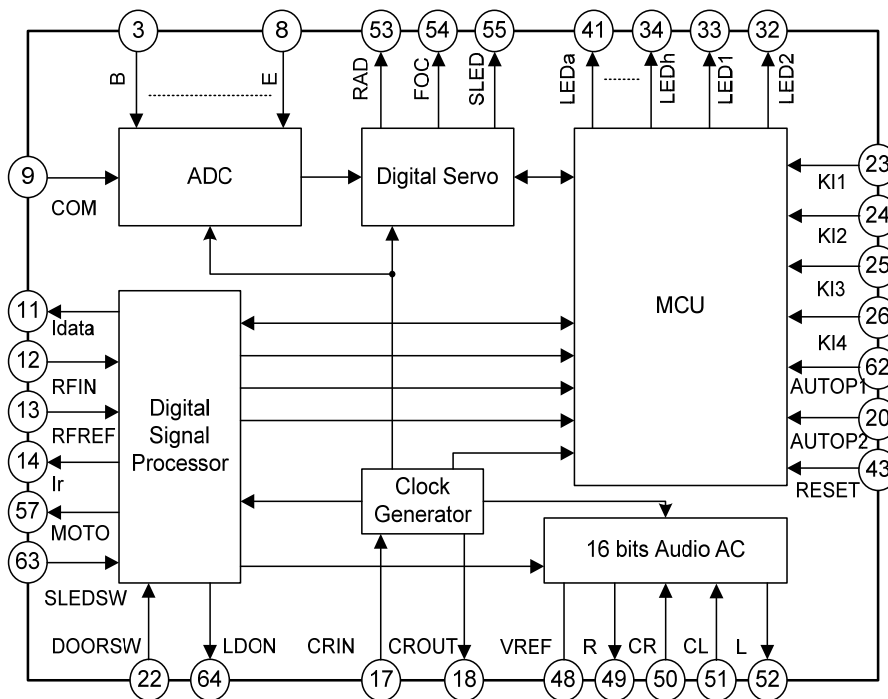 3 8 53 54 55 41 34 33 32
B E RAD FOC SLED LEDa LEDh LED1 LED2
9
COM
ADC
Digital Servo
MCU
23
KI1
24
KI2
25
KI3
26
KI4
62
AUTOP1
20
AUTOP2
43
RESET
11
Idata
12
RFIN
13
RFREF
14
Ir
57
MOTO
63
SLEDSW
Digital
Signal
Processor
Clock
Generator
16 bits Audio AC
DOORSW LDON CRIN CROUT VREF R CR CL L
22 64 17 18 48 49 50 51 52